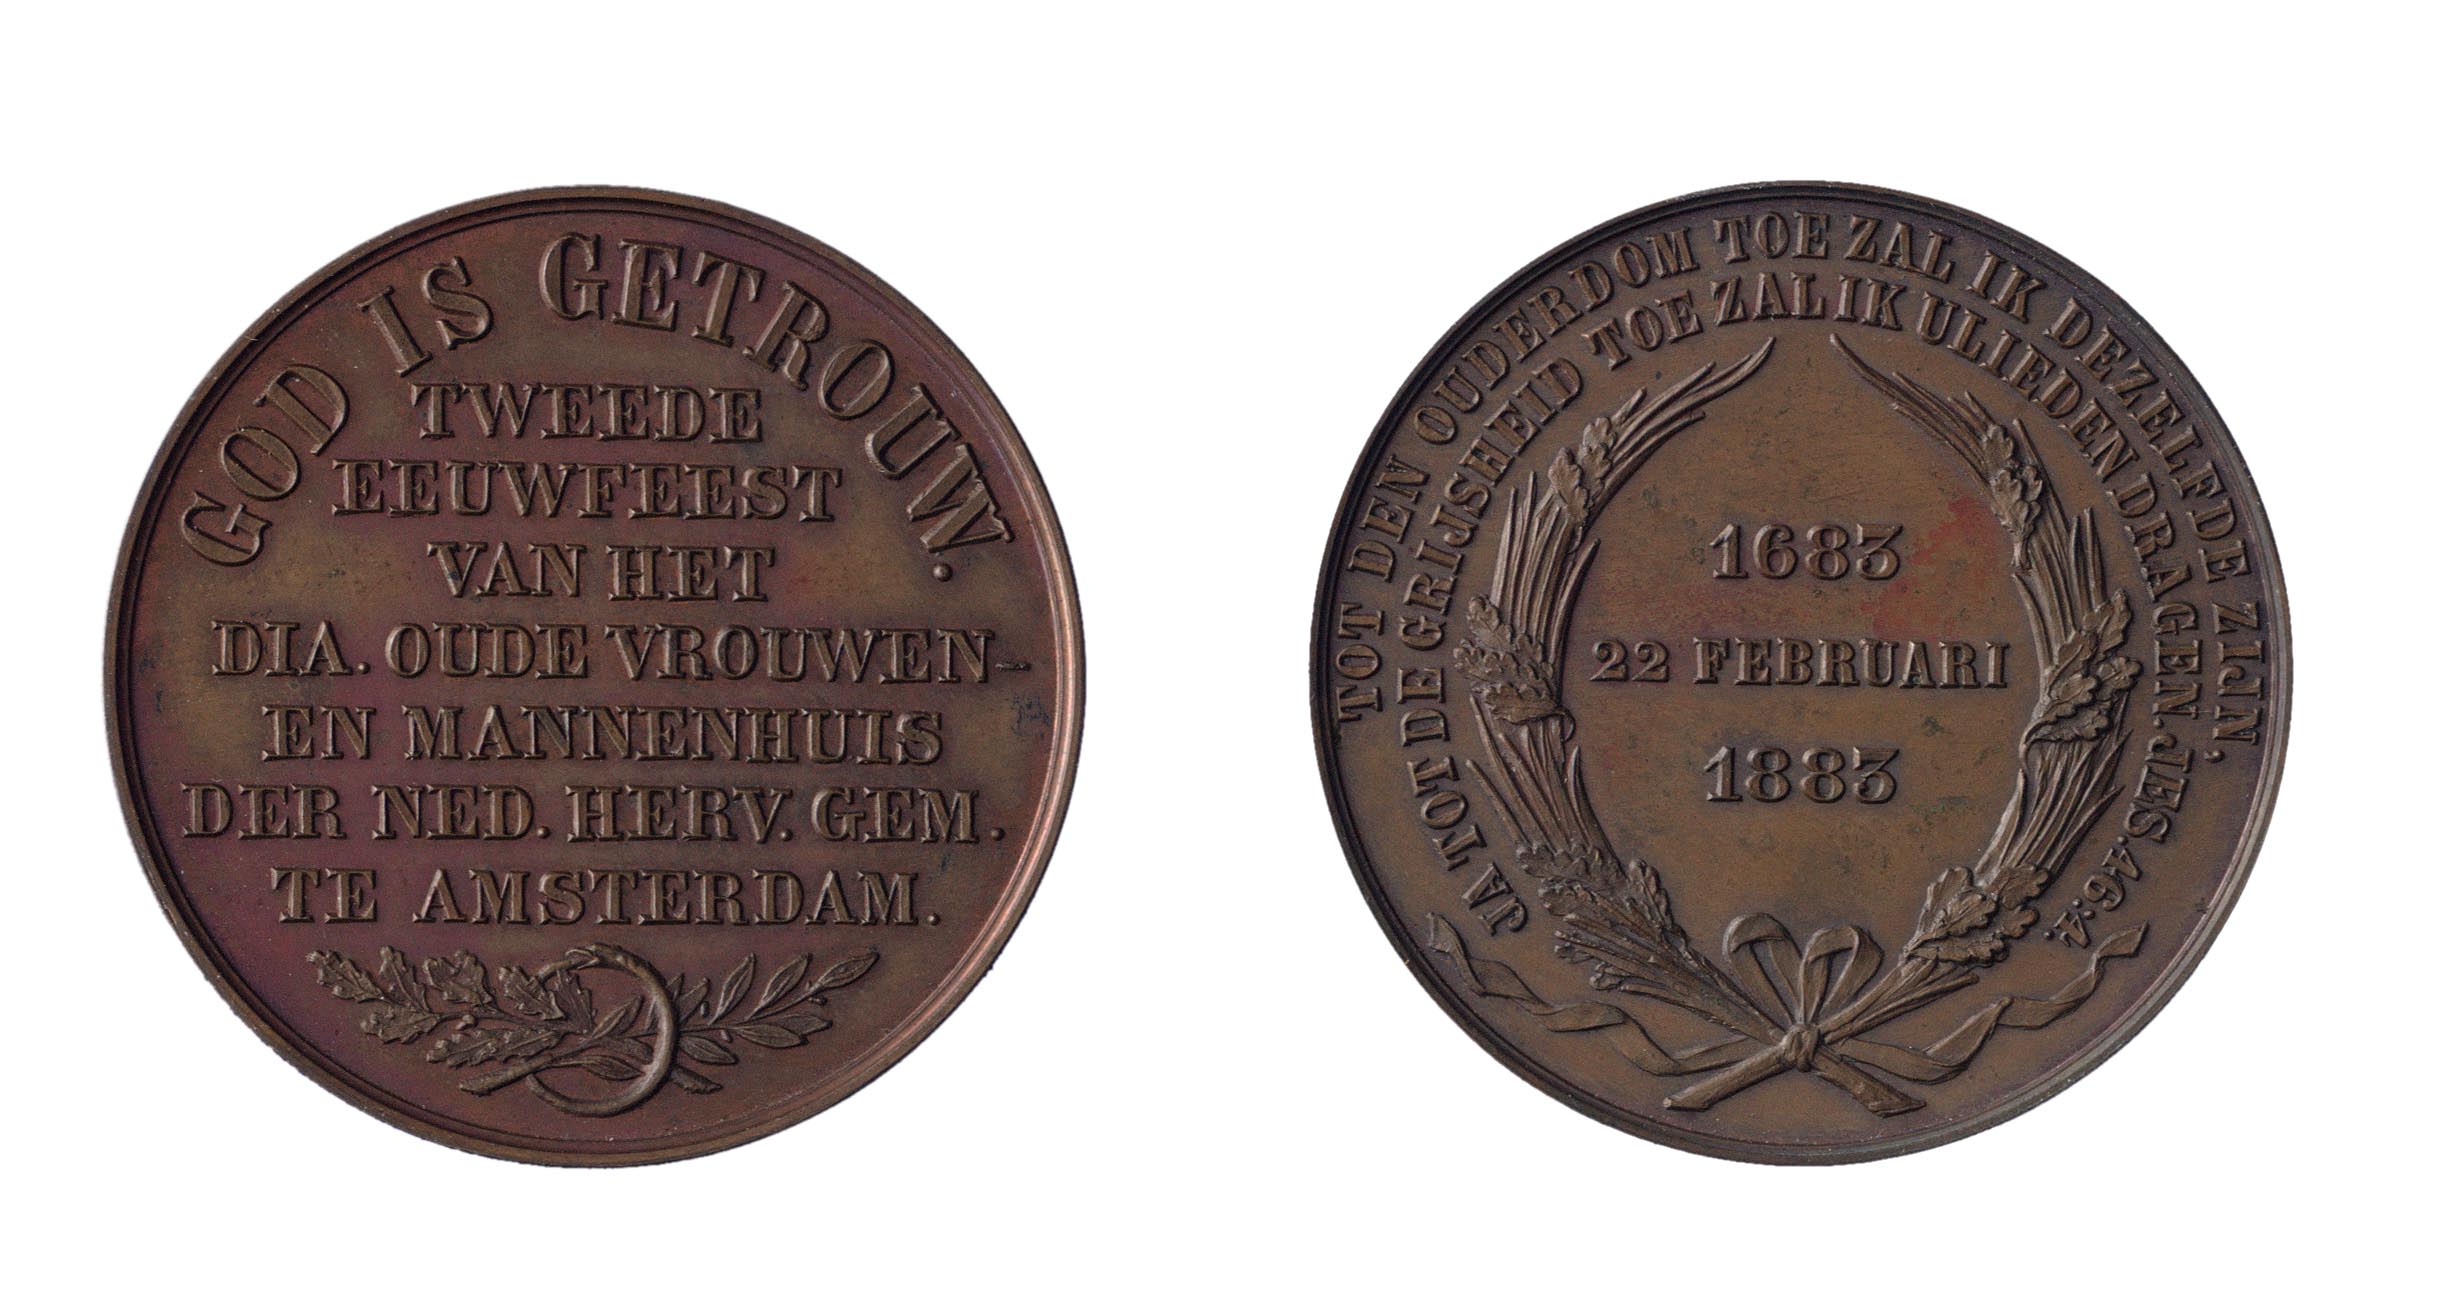 GOD IS GETROUW.
TWEEDE
EEUWFEEST
VAN HET
DIA. OUDE VROUWEN-
EN MANNENHUIS
DER NED. HERV. GEM.
TE AMSTERDAM.
TOT DEN OUDERDOM TOE ZAL IK DEZELFDE ZIJN,
JA TOT DE GRIJSHEID TOE ZAL IK ULIEDEN DRAGEN. JES. 46:4.
1683
22 FEBRUARI
1883